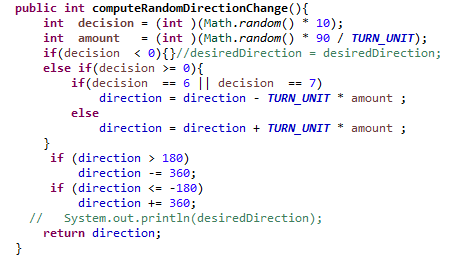 public int computeRandomDirectionChange(){
    int  decision = (int )(Math.random() * 10);
    int  amount   = (int )(Math.random() * 90 / TURN_UNIT);
    if(decision  < 0){}//desiredDirection = desiredDirection;
    else if(decision >= 0){
        if(decision  == 6 || decision  == 7)
            direction = direction - TURN_UNIT * amount ;
        else
            direction = direction + TURN_UNIT * amount ;
    }
     if (direction > 180)
         direction -= 360;
     if (direction <= -180)
         direction += 360;
  //   System.out.println(desiredDirection);
    return direction;
}